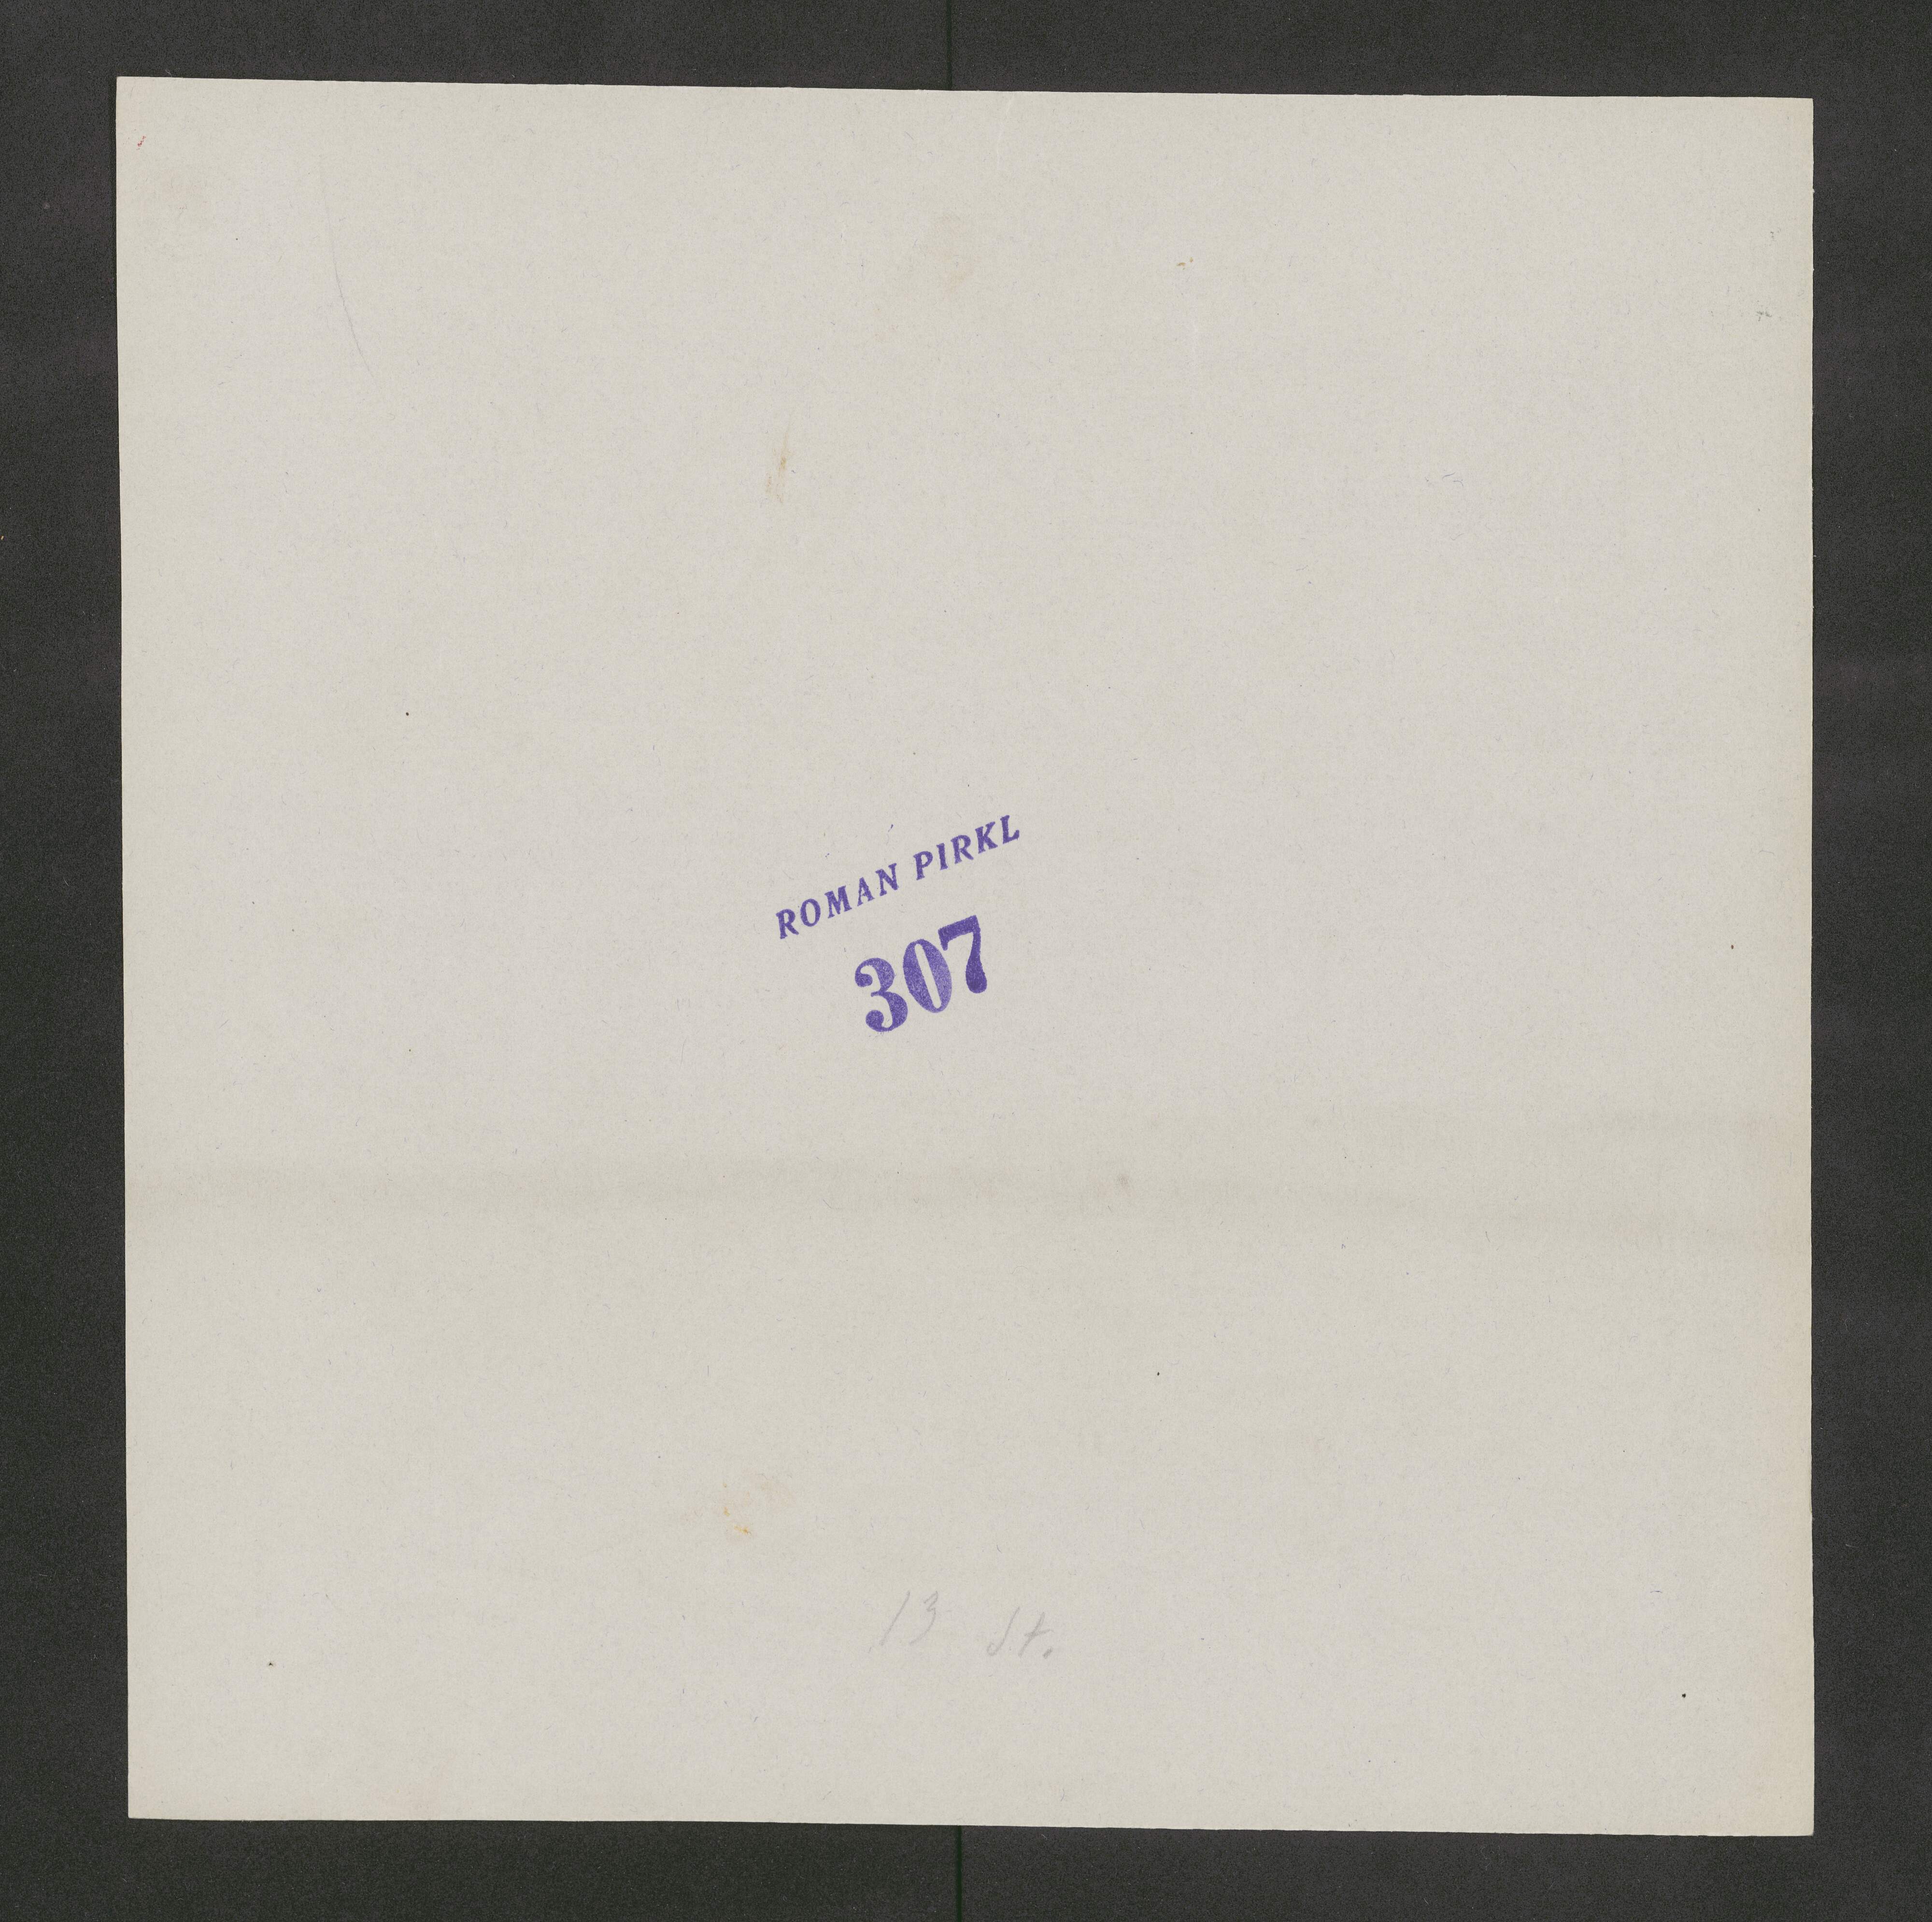 ROMAN PIRKL
307
13 St.